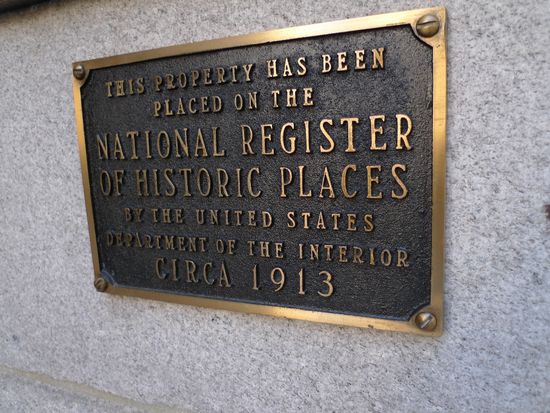 THIS PROPERTY HAS BEEN
PLACED ON THE
NATIONAL REGISTER
OF HISTORIC PLACES
BY THE UNITED STATES
DEPARTMENT OF THE INTERIOR
CIRCA 1913